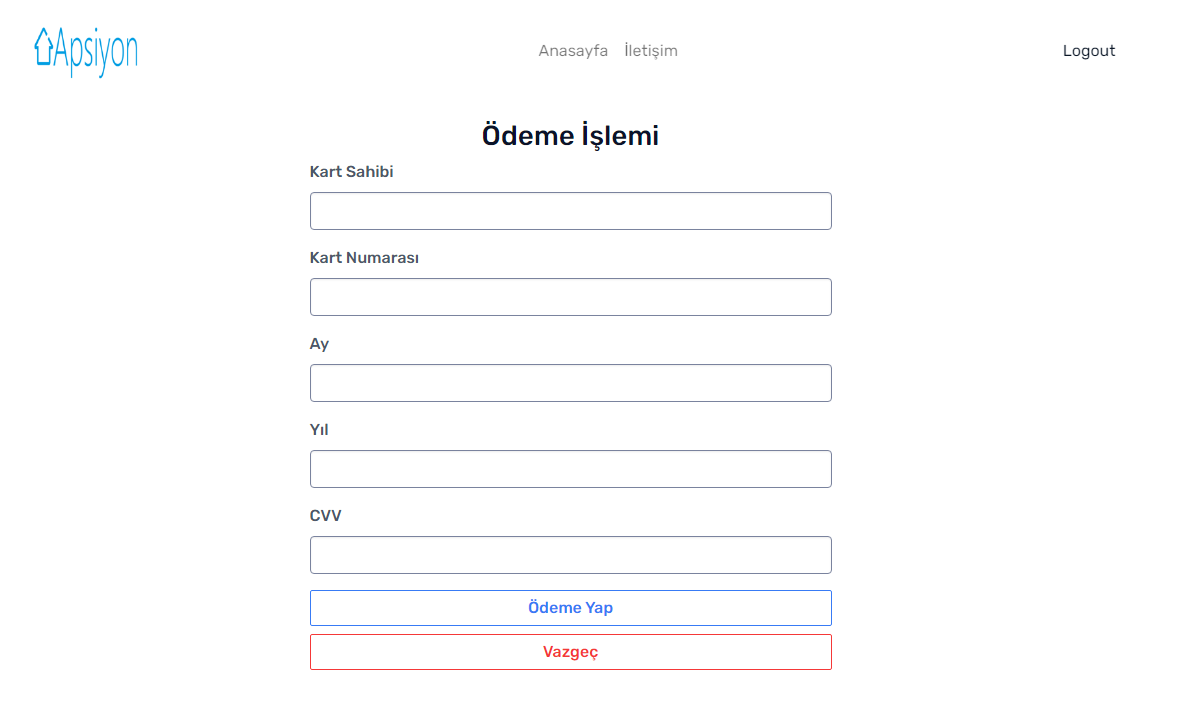 Apsiyon
Anasayfa İletişim
Logout
Ödeme İşlemi
Kart Sahibi
Kart Numarası
Ay
Yıl
CVV
Ödeme Yap
Vazgeç